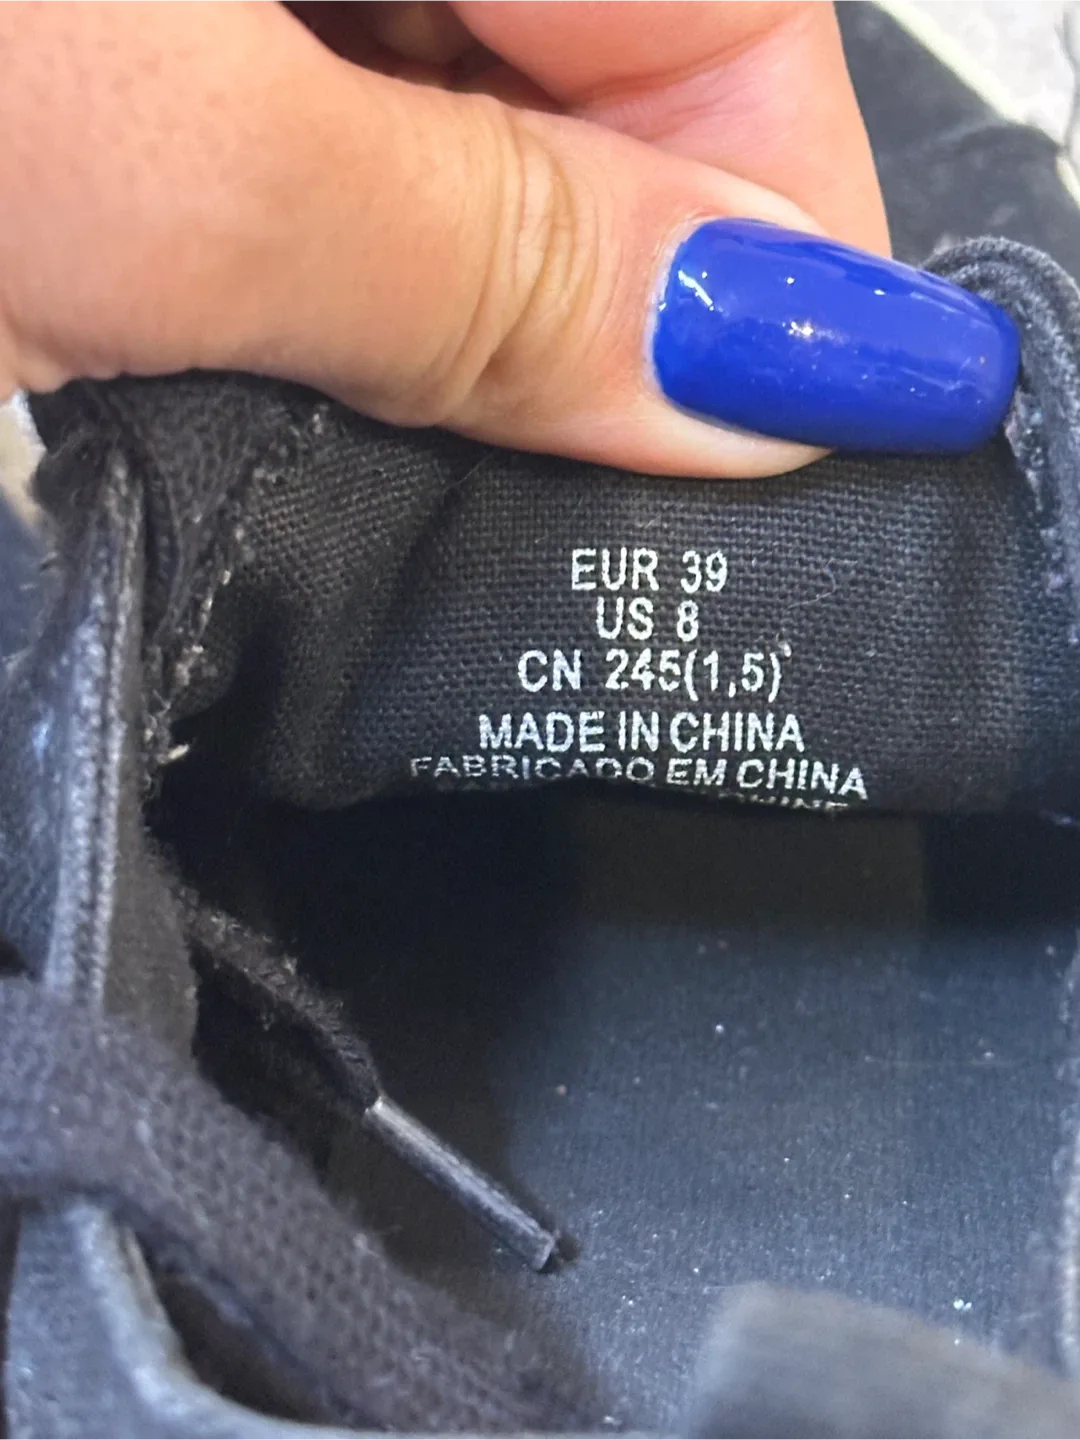 EUR 39
US 8
CN 245(1,5)
MADE IN CHINA
FABRICADO EM CHINA